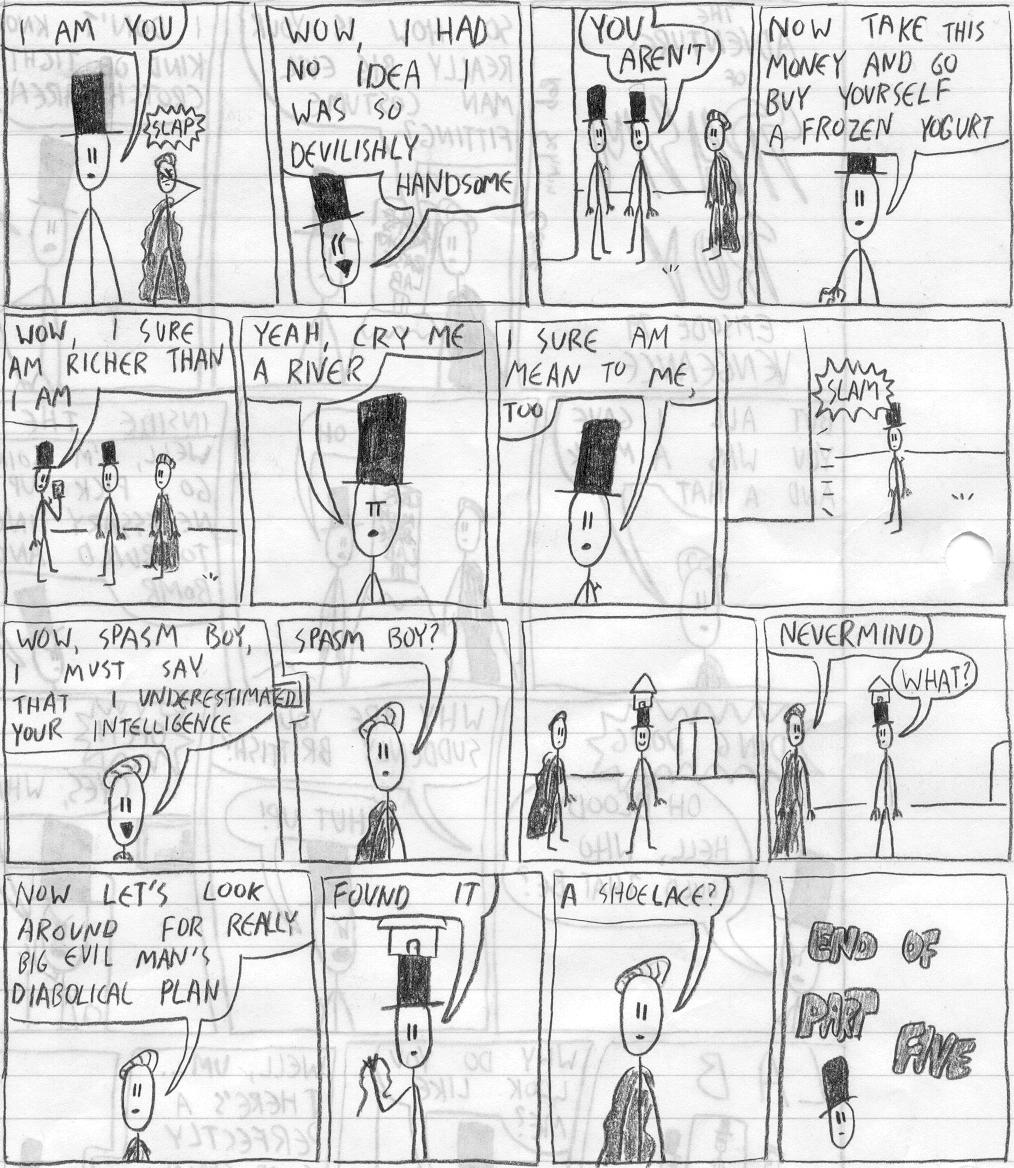 I AM YOU
SLAP
WOW, I HAD
NO IDEA I
WAS SO
DEVILISHLY
HANDSOME
YOU
AREN'T
NOW TAKE THIS
MONEY AND GO
BUY YOURSELF
A FROZEN YOGURT
WOW, I SURE
AM RICHER THAN
I AM
YEAH, CRY ME
A RIVER
I SURE AM
MEAN TO ME,
TOO
SLAM
WOW, SPASM BOY,
I MUST SAY
THAT I UNDERESTIMATED
YOUR INTELLIGENCE
SPASM BOY?
NEVERMIND
WHAT?
NOW LET'S LOOK
AROUND FOR REALLY
BIG EVIL MAN'S
DIABOLICAL PLAN
FOUND IT
A SHOELACE?
END OF
PART
FIVE